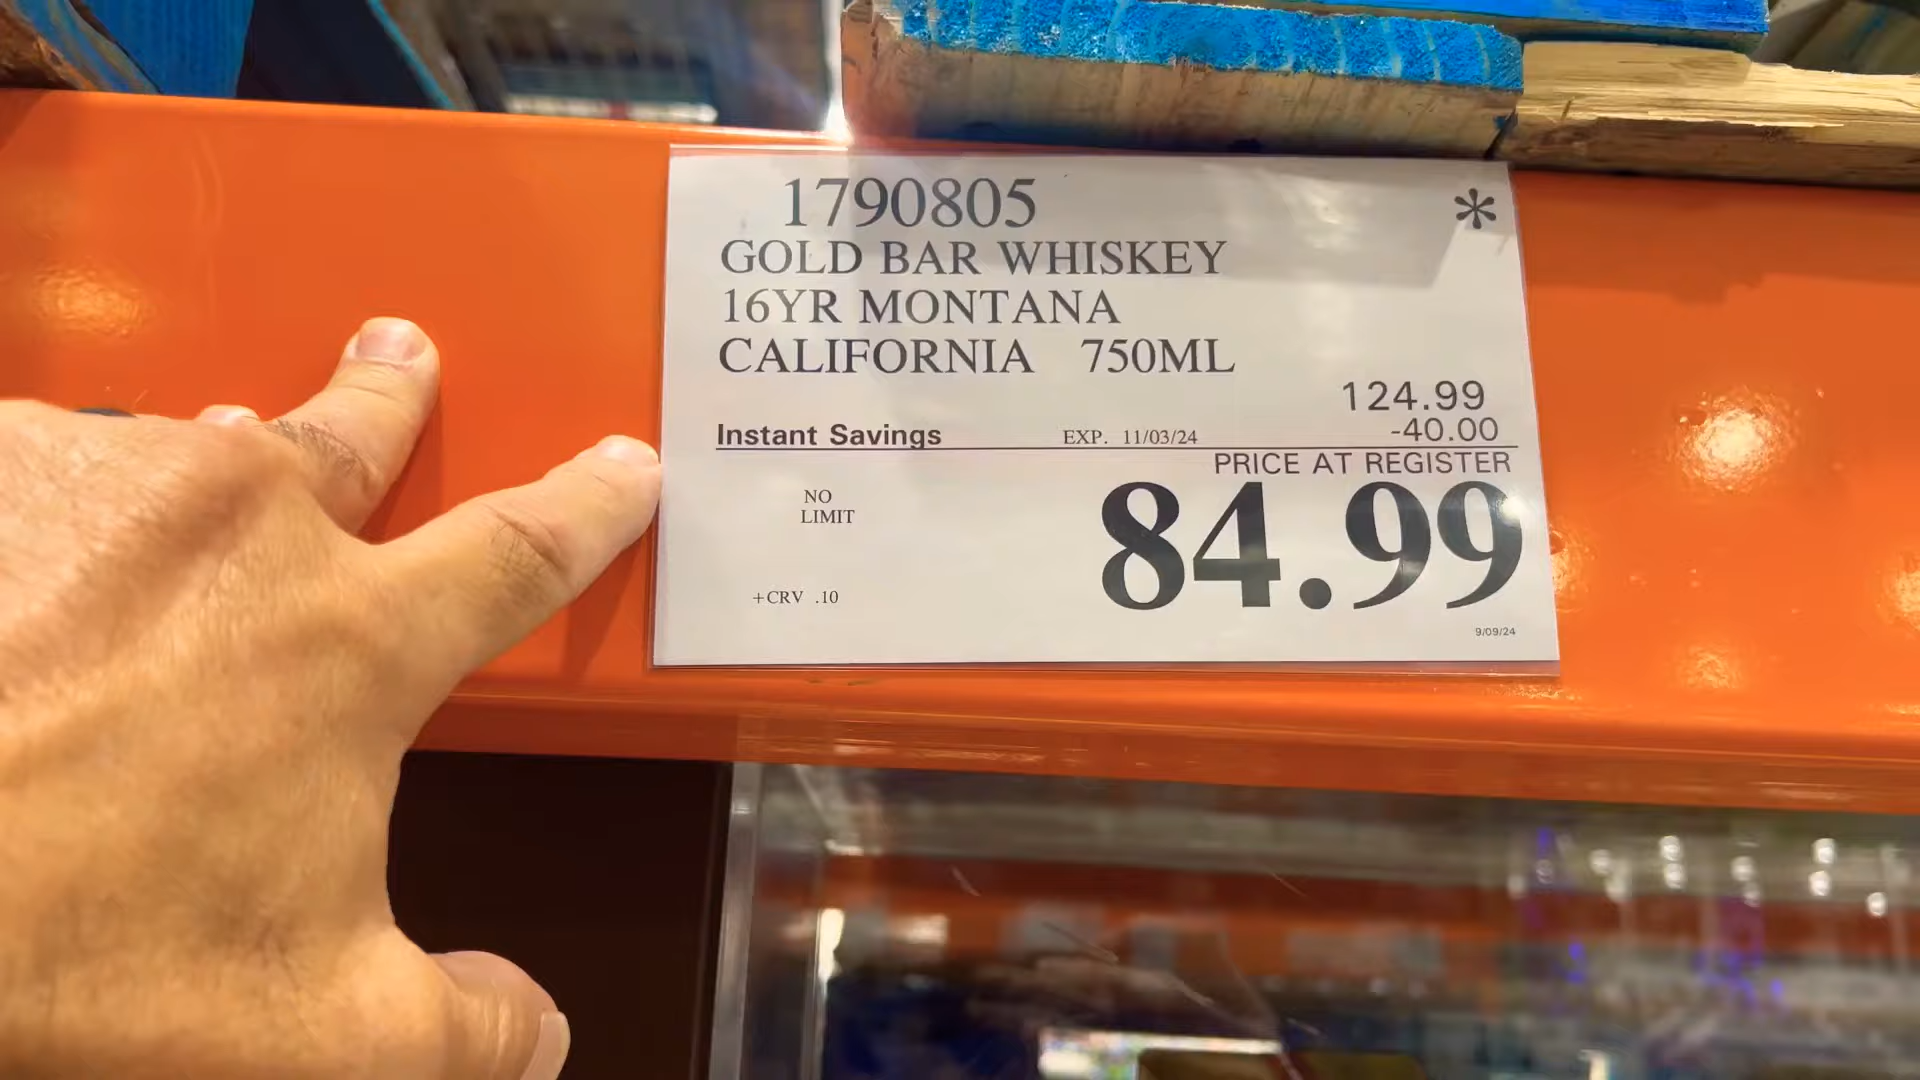 1790805 *
GOLD BAR WHISKEY
16YR MONTANA
CALIFORNIA 750ML
124.99
Instant Savings EXP. 11/03/24 -40.00
PRICE AT REGISTER
NO
LIMIT
84.99
+CRV .10
9/09/24